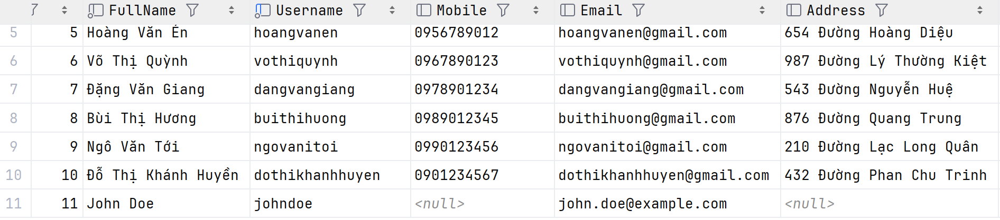 FullName Username Mobile Email Address
5 5 Hoàng Văn Én hoangvanen 0956789012 hoangvanen@gmail.com 654 Đường Hoàng Diệu
6 6 Võ Thị Quỳnh vothiquynh 0967890123 vothiquynh@gmail.com 987 Đường Lý Thường Kiệt
7 7 Đặng Văn Giang dangvangiang 0978901234 dangvangiang@gmail.com 543 Đường Nguyễn Huệ
8 8 Bùi Thị Hương buithihuong 0989012345 buithihuong@gmail.com 876 Đường Quang Trung
9 9 Ngô Văn Tới ngovanitoi 0990123456 ngovanitoi@gmail.com 210 Đường Lạc Long Quân
10 10 Đỗ Thị Khánh Huyền dothikhanhhuyen 0901234567 dothikhanhhuyen@gmail.com 432 Đường Phan Chu Trinh
11 11 John Doe johndoe <null> john.doe@example.com <null>